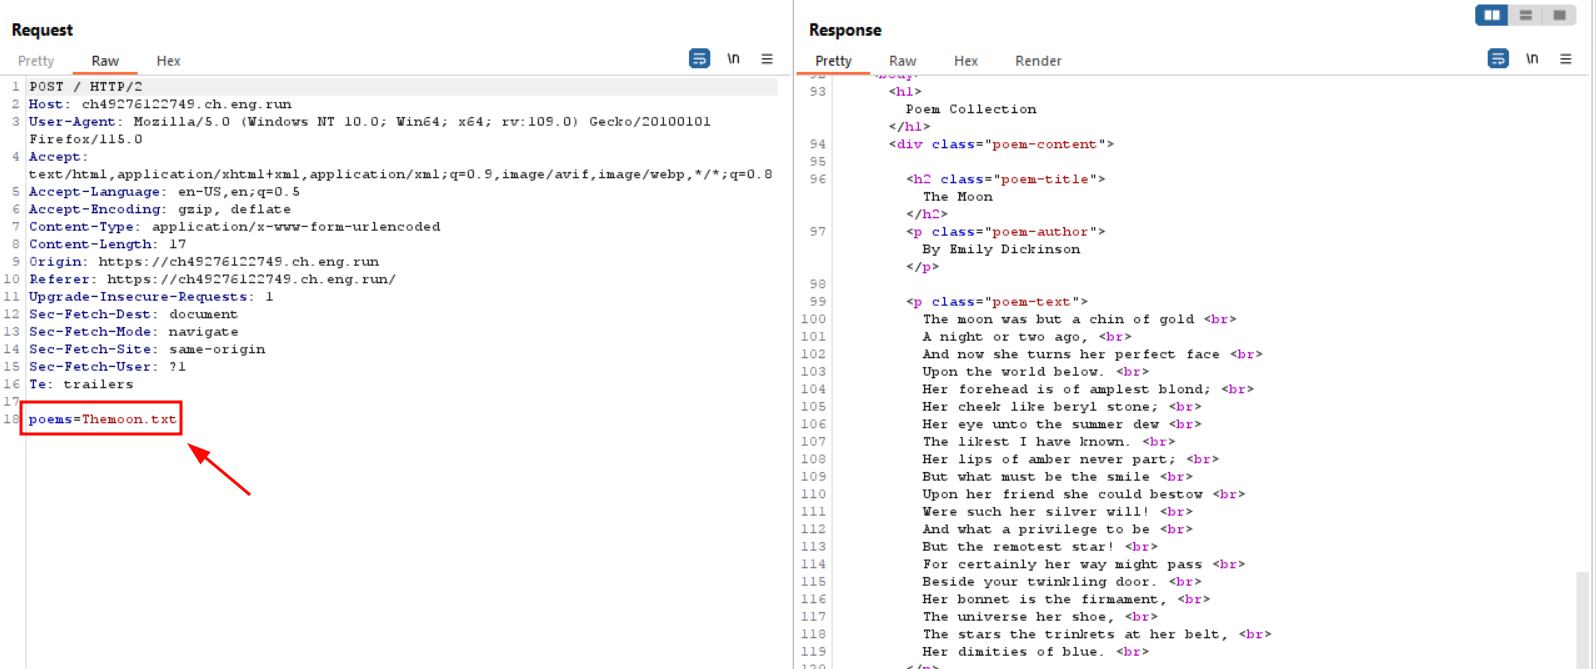 Request
Pretty Raw Hex \n
1 POST / HTTP/2
2 Host: ch49276122749.ch.eng.run
3 User-Agent: Mozilla/5.0 (Windows NT 10.0; Win64; x64; rv:109.0) Gecko/20100101
Firefox/115.0
4 Accept:
text/html,application/xhtml+xml,application/xml;q=0.9,image/avif,image/webp,*/*;q=0.8
5 Accept-Language: en-US,en;q=0.5
6 Accept-Encoding: gzip, deflate
7 Content-Type: application/x-www-form-urlencoded
8 Content-Length: 17
9 Origin: https://ch49276122749.ch.eng.run
10 Referer: https://ch49276122749.ch.eng.run/
11 Upgrade-Insecure-Requests: 1
12 Sec-Fetch-Dest: document
13 Sec-Fetch-Mode: navigate
14 Sec-Fetch-Site: same-origin
15 Sec-Fetch-User: ?1
16 Te: trailers
17
18 poems=Themoon.txt
Response
Pretty Raw Hex Render \n
92 <body>
93 <h1>
Poem Collection
</h1>
94 <div class="poem-content">
95
96 <h2 class="poem-title">
The Moon
</h2>
97 <p class="poem-author">
By Emily Dickinson
</p>
98
99 <p class="poem-text">
100 The moon was but a chin of gold <br>
101 A night or two ago, <br>
102 And now she turns her perfect face <br>
103 Upon the world below. <br>
104 Her forehead is of amplest blond; <br>
105 Her cheek like beryl stone; <br>
106 Her eye unto the summer dew <br>
107 The likest I have known. <br>
108 Her lips of amber never part; <br>
109 But what must be the smile <br>
110 Upon her friend she could bestow <br>
111 Were such her silver will! <br>
112 And what a privilege to be <br>
113 But the remotest star! <br>
114 For certainly her way might pass <br>
115 Beside your twinkling door. <br>
116 Her bonnet is the firmament, <br>
117 The universe her shoe, <br>
118 The stars the trinkets at her belt, <br>
119 Her dimities of blue. <br>
120 </p>